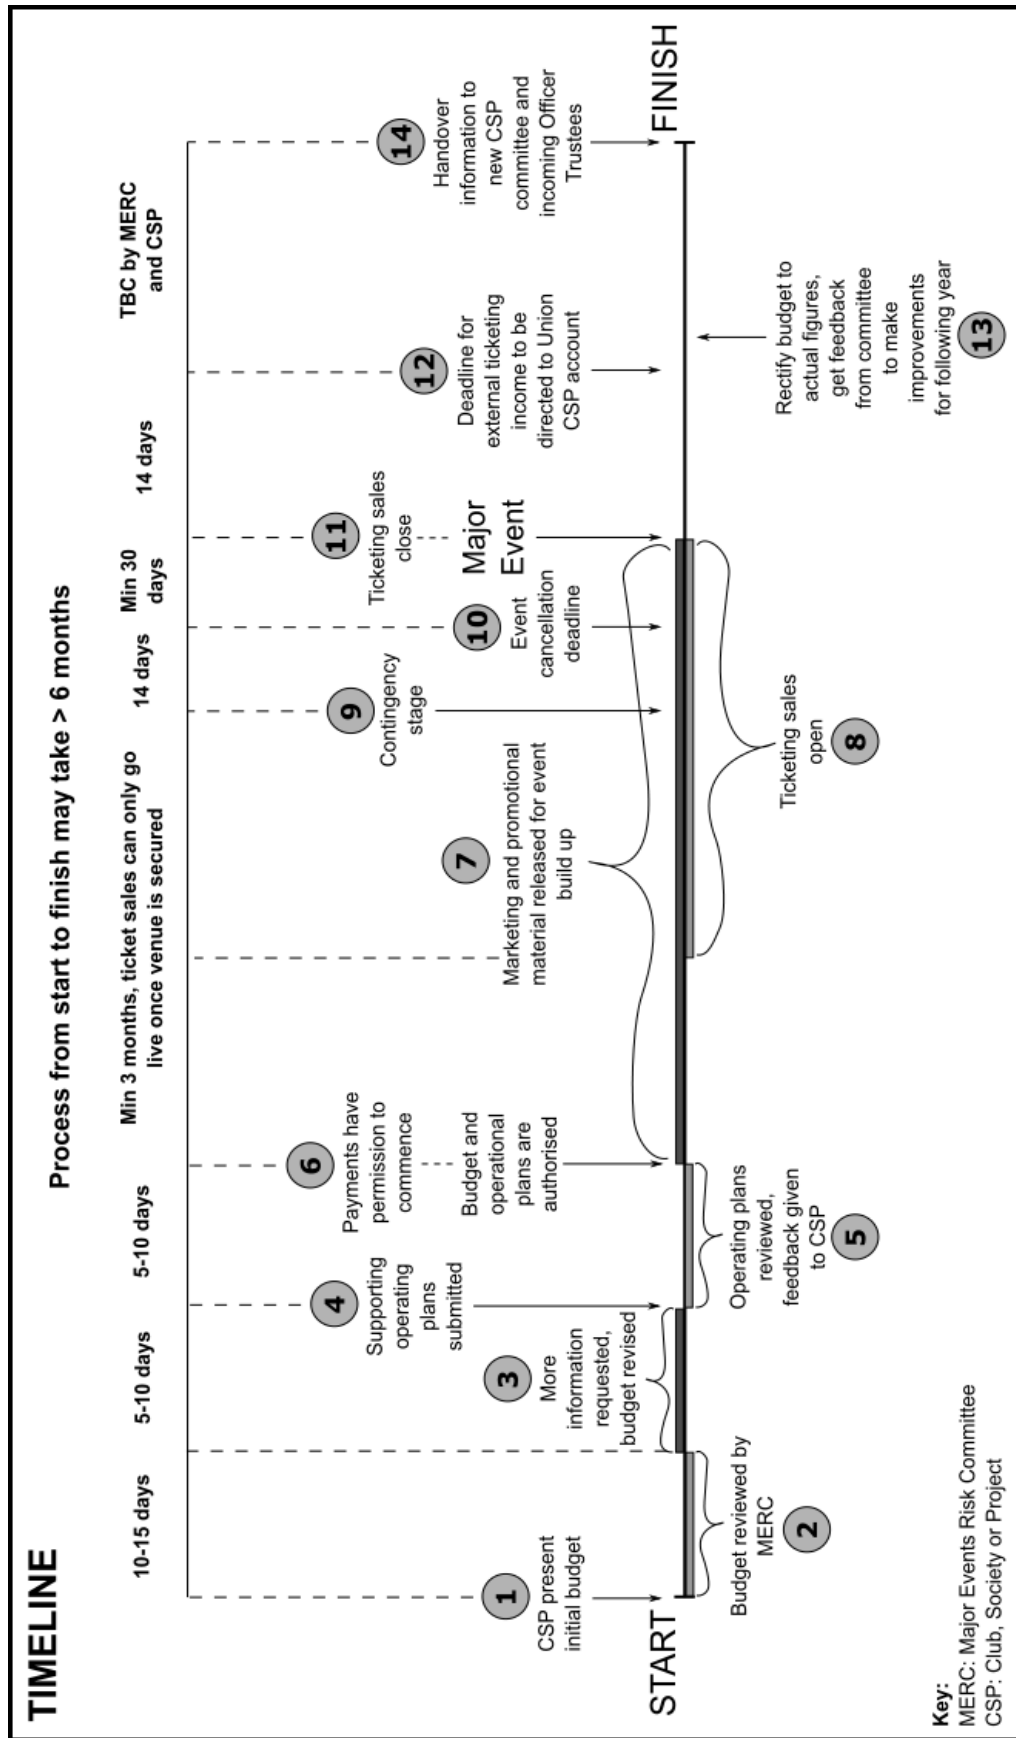 TIMELINE
Process from start to finish may take > 6 months
10-15 days
5-10 days
5-10 days
Min 3 months, ticket sales can only go
live once venue is secured
14 days
Min 30
days
14 days
TBC by MERC
and CSP
1
CSP present
initial budget
START
Budget reviewed by
MERC
2
3
More
information
requested,
budget revised
4
Supporting
operating
plans
submitted
Operating plans
reviewed,
feedback given
to CSP
5
6
Payments have
permission to
commence
Budget and
operational
plans are
authorised
7
Marketing and promotional
material released for event
build up
Ticketing sales
open
8
9
Contingency
stage
10
Event
cancellation
deadline
11
Ticketing sales
close
Major
Event
12
Deadline for
external ticketing
income to be
directed to Union
CSP account
Rectify budget to
actual figures,
get feedback
from committee
to make
improvements
for following year
13
14
Handover
information to
new CSP
committee and
incoming Officer
Trustees
FINISH
Key:
MERC: Major Events Risk Committee
CSP: Club, Society or Project